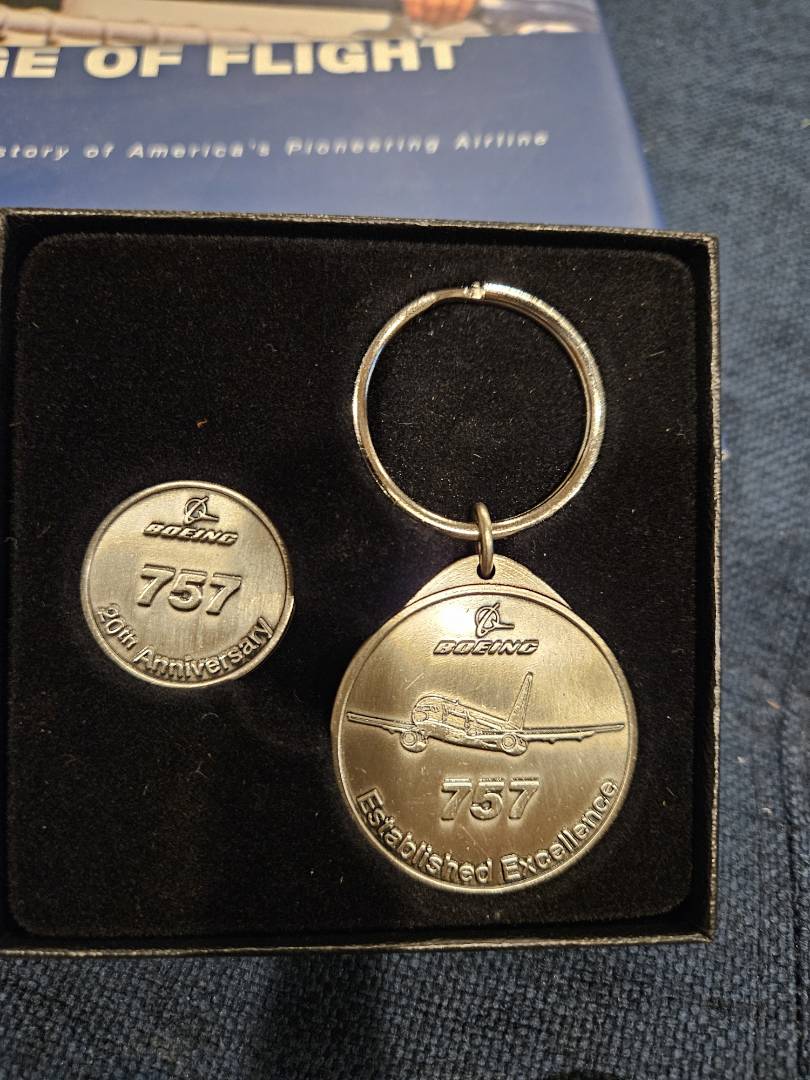 GE OF FLIGHT
story of America's Pioneering Airline
BOEING
757
20th Anniversary
BOEING
757
Established Excellence